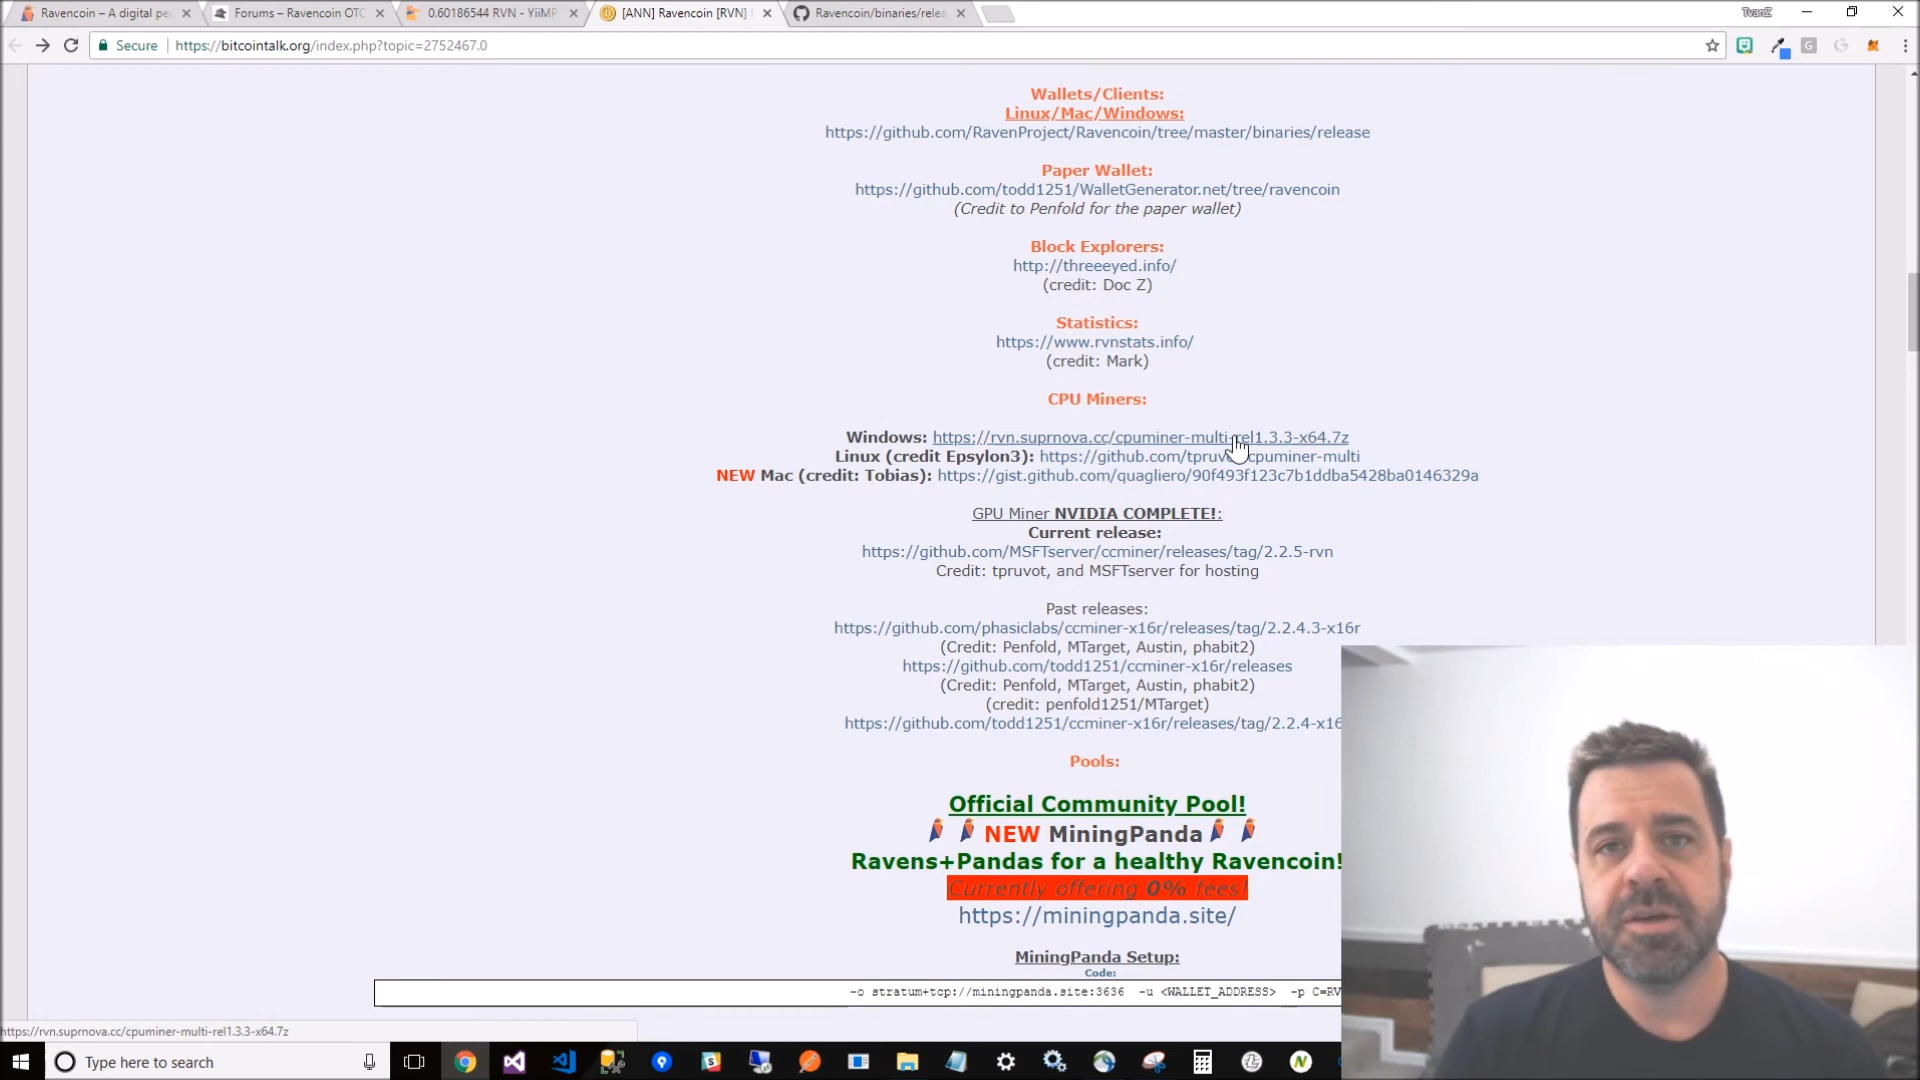 Ravencoin – A digital pe
Forums – Ravencoin OTC
0.60186544 RVN - YiiMP
[ANN] Ravencoin [RVN]
Ravencoin/binaries/relea
TvanZ
Secure
https://bitcointalk.org/index.php?topic=2752467.0
Wallets/Clients:
Linux/Mac/Windows:
https://github.com/RavenProject/Ravencoin/tree/master/binaries/release
Paper Wallet:
https://github.com/todd1251/WalletGenerator.net/tree/ravencoin
(Credit to Penfold for the paper wallet)
Block Explorers:
http://threeeyed.info/
(credit: Doc Z)
Statistics:
https://www.rvnstats.info/
(credit: Mark)
CPU Miners:
Windows: https://rvn.suprnova.cc/cpuminer-multi-rel1.3.3-x64.7z
Linux (credit Epsylon3): https://github.com/tpruvot/cpuminer-multi
NEW Mac (credit: Tobias): https://gist.github.com/quagliero/90f493f123c7b1ddba5428ba0146329a
GPU Miner NVIDIA COMPLETE!:
Current release:
https://github.com/MSFTserver/ccminer/releases/tag/2.2.5-rvn
Credit: tpruvot, and MSFTserver for hosting
Past releases:
https://github.com/phasiclabs/ccminer-x16r/releases/tag/2.2.4.3-x16r
(Credit: Penfold, MTarget, Austin, phabit2)
https://github.com/todd1251/ccminer-x16r/releases
(Credit: Penfold, MTarget, Austin, phabit2)
(credit: penfold1251/MTarget)
https://github.com/todd1251/ccminer-x16r/releases/tag/2.2.4-x16
Pools:
Official Community Pool!
NEW MiningPanda
Ravens+Pandas for a healthy Ravencoin!
Currently offering 0% fees!
https://miningpanda.site/
MiningPanda Setup:
Code:
-o stratum+tcp://miningpanda.site:3636 -u <WALLET_ADDRESS> -p C=RV
https://rvn.suprnova.cc/cpuminer-multi-rel1.3.3-x64.7z
Type here to search